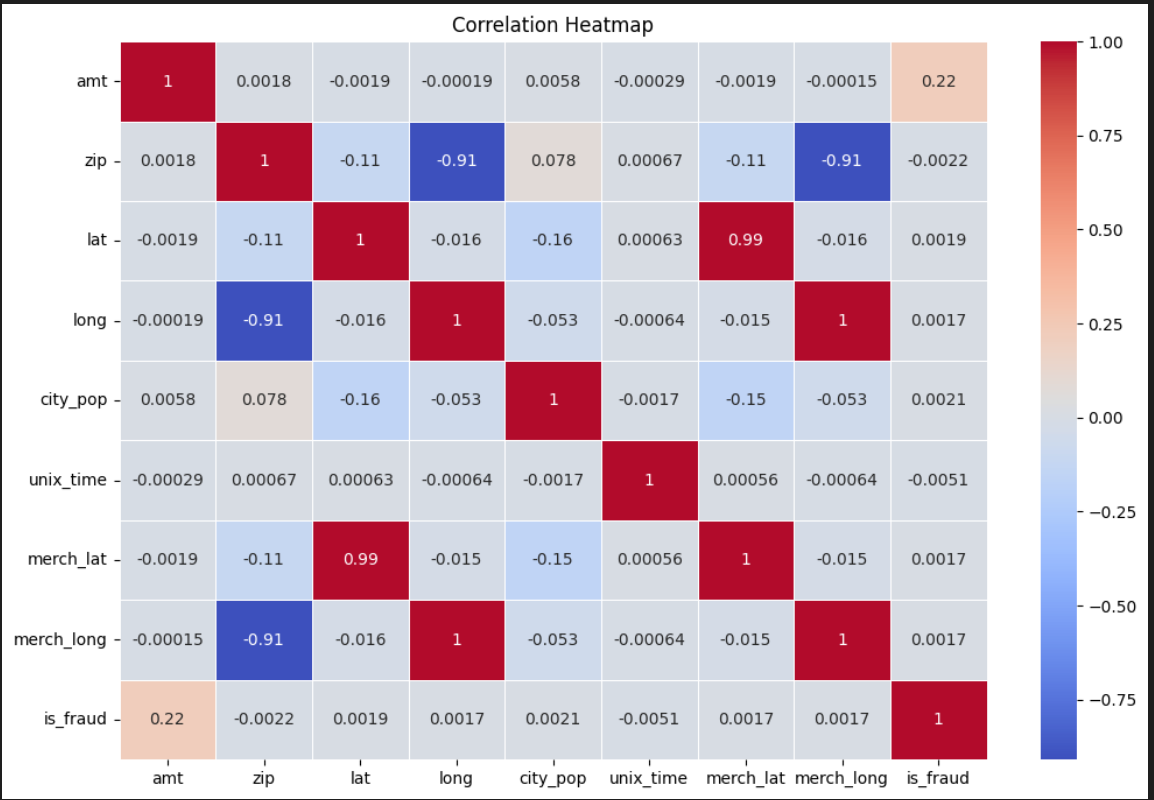 Correlation Heatmap
amt 1 0.0018 -0.0019 -0.00019 0.0058 -0.00029 -0.0019 -0.00015 0.22
zip 0.0018 1 -0.11 -0.91 0.078 0.00067 -0.11 -0.91 -0.0022
lat -0.0019 -0.11 1 -0.016 -0.16 0.00063 0.99 -0.016 0.0019
long -0.00019 -0.91 -0.016 1 -0.053 -0.00064 -0.015 1 0.0017
city_pop 0.0058 0.078 -0.16 -0.053 1 -0.0017 -0.15 -0.053 0.0021
unix_time -0.00029 0.00067 0.00063 -0.00064 -0.0017 1 0.00056 -0.00064 -0.0051
merch_lat -0.0019 -0.11 0.99 -0.015 -0.15 0.00056 1 -0.015 0.0017
merch_long -0.00015 -0.91 -0.016 1 -0.053 -0.00064 -0.015 1 0.0017
is_fraud 0.22 -0.0022 0.0019 0.0017 0.0021 -0.0051 0.0017 0.0017 1
amt zip lat long city_pop unix_time merch_lat merch_long is_fraud
1.00
0.75
0.50
0.25
0.00
−0.25
−0.50
−0.75